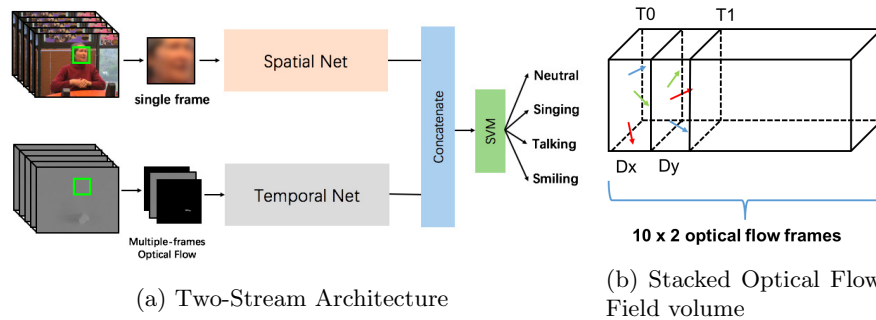 single frame
Spatial Net
Multiple-frames
Optical Flow
Temporal Net
Concatenate
SVM
Neutral
Singing
Talking
Smiling
(a) Two-Stream Architecture
T0 T1
Dx Dy
10 x 2 optical flow frames
(b) Stacked Optical Flow
Field volume